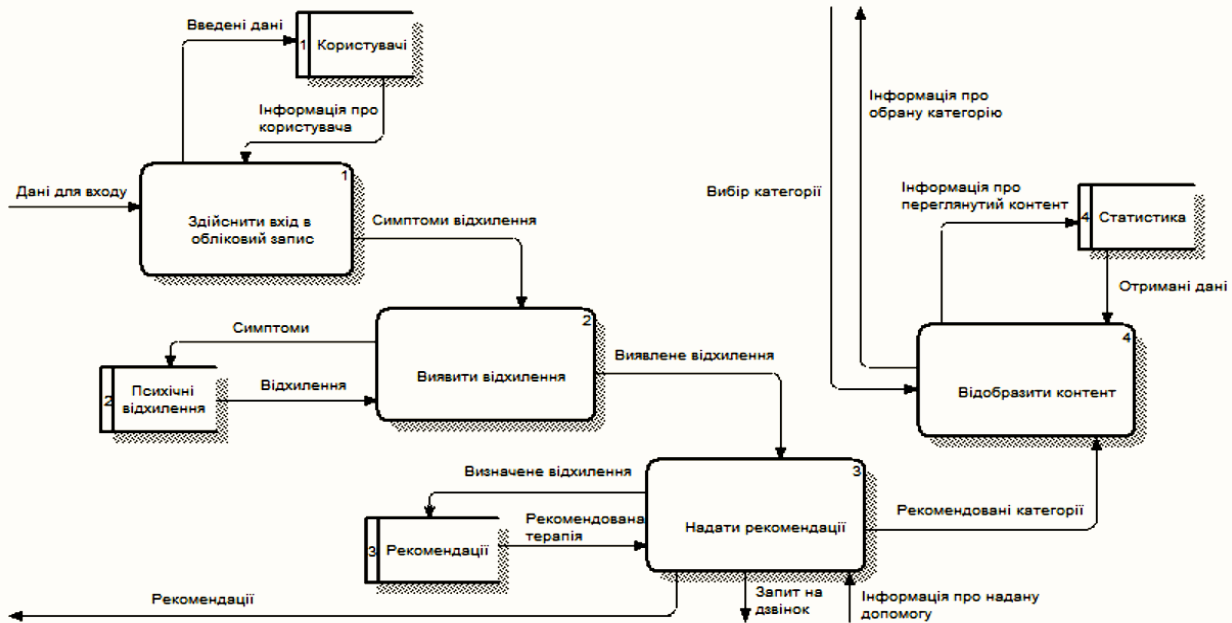 Введені дані
1
Користувачі
Інформація про
користувача
Дані для входу
1
Здійснити вхід в
обліковий запис
Симптоми відхилення
Інформація про
обрану категорію
Вибір категорії
Інформація про
переглянутий контент
4
Статистика
Отримані дані
Симптоми
2
Виявити відхилення
2
Психічні
відхилення
Відхилення
Виявлене відхилення
4
Відобразити контент
Визначене відхилення
3
Рекомендації
Рекомендована
терапія
3
Надати рекомендації
Рекомендовані категорії
Рекомендації
Запит на
дзвінок
Інформація про надану
допомогу